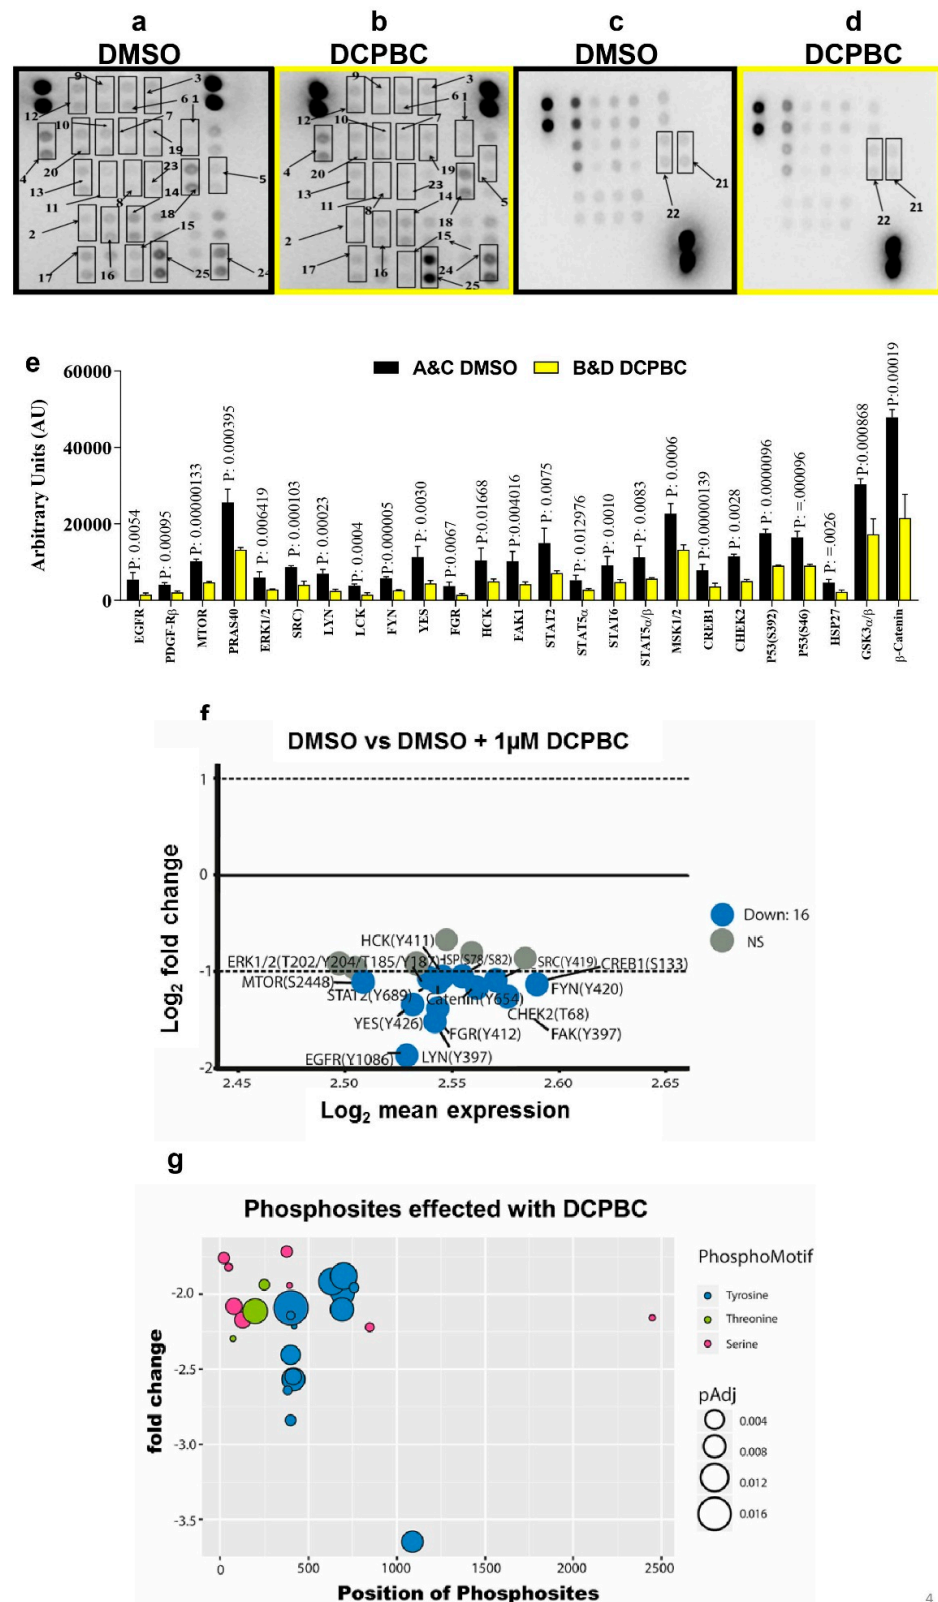 a b c d
DMSO DCPBC DMSO DCPBC
9 3 12 6 1 10 7 19 4 20 23 5 13 14 11 8 18 2 15 17 16 25 24
9 3 12 6 1 10 7 4 20 19 13 23 14 5 11 8 18 2 15 24 17 16 25
21 22
21 22
e
A&C DMSO B&D DCPBC
Arbitrary Units (AU)
60000
40000
20000
0
P: 0.0054
P: 0.00095
P: 0.00000133
P: 0.000395
P: 0.006419
P: 0.000103
P: 0.00023
P: 0.0004
P: 0.000005
P: 0.0030
P:0.0067
P:0.01668
P: 0.004016
P: 0.0075
P: 0.012976
P: 0.0010
P: 0.0083
P: 0.0006
P:0.00000139
P: 0.0028
P: 0.0000096
P: =.000096
P: =.0026
P:0.000868
P:0.00019
EGFR
PDGF-Rβ
MTOR
PRAS40
ERK1/2
SRC)
LYN
LCK
FYN
YES
FGR
HCK
FAK1
STAT2
STAT5α
STAT6
STAT5α/β
MSK1/2
CREB1
CHEK2
P53(S392)
P53(S46)
HSP27
GSK3α/β
β-Catenin
f
DMSO vs DMSO + 1µM DCPBC
Log2 fold change
1
0
-1
-2
HCK(Y411)
ERK1/2(T202/Y204/T185/Y187)
HSP(S78/S82)
SRC(Y419)
CREB1(S133)
MTOR(S2448)
STAT2(Y689)
Catenin(Y654)
FYN(Y420)
YES(Y426)
CHEK2(T68)
FGR(Y412)
FAK(Y397)
EGFR(Y1086)
LYN(Y397)
Down: 16
NS
2.45 2.50 2.55 2.60 2.65
Log2 mean expression
g
Phosphosites effected with DCPBC
fold change
-2.0
-2.5
-3.0
-3.5
0 500 1000 1500 2000 2500
Position of Phosphosites
PhosphoMotif
Tyrosine
Threonine
Serine
pAdj
0.004
0.008
0.012
0.016
4